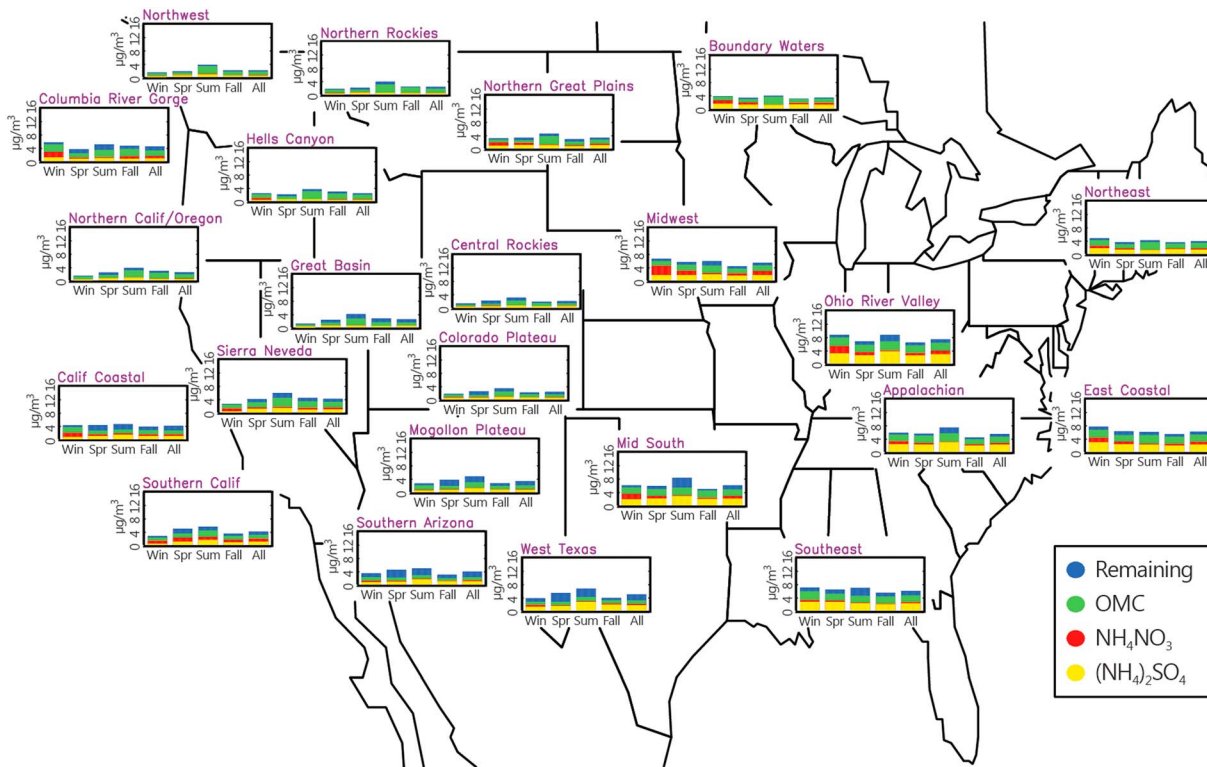 Northwest
μg/m³
0 4 8 12 16
Win Spr Sum Fall All
Northern Rockies
μg/m³
0 4 8 12 16
Win Spr Sum Fall All
Boundary Waters
μg/m³
0 4 8 12 16
Win Spr Sum Fall All
Northern Great Plains
μg/m³
0 4 8 12 16
Win Spr Sum Fall All
Columbia River Gorge
μg/m³
0 4 8 12 16
Win Spr Sum Fall All
Hells Canyon
μg/m³
0 4 8 12 16
Win Spr Sum Fall All
Northeast
μg/m³
0 4 8 12 16
Win Spr Sum Fall All
Northern Calif/Oregon
μg/m³
0 4 8 12 16
Win Spr Sum Fall All
Midwest
μg/m³
0 4 8 12 16
Win Spr Sum Fall All
Central Rockies
μg/m³
0 4 8 12 16
Win Spr Sum Fall All
Great Basin
μg/m³
0 4 8 12 16
Win Spr Sum Fall All
Ohio River Valley
μg/m³
0 4 8 12 16
Win Spr Sum Fall All
Colorado Plateau
μg/m³
0 4 8 12 16
Win Spr Sum Fall All
Sierra Neveda
μg/m³
0 4 8 12 16
Win Spr Sum Fall All
Calif Coastal
μg/m³
0 4 8 12 16
Win Spr Sum Fall All
Appalachian
μg/m³
0 4 8 12 16
Win Spr Sum Fall All
East Coastal
μg/m³
0 4 8 12 16
Win Spr Sum Fall All
Mogollon Plateau
μg/m³
0 4 8 12 16
Win Spr Sum Fall All
Mid South
μg/m³
0 4 8 12 16
Win Spr Sum Fall All
Southern Calif
μg/m³
0 4 8 12 16
Win Spr Sum Fall All
Southern Arizona
μg/m³
0 4 8 12 16
Win Spr Sum Fall All
West Texas
μg/m³
0 4 8 12 16
Win Spr Sum Fall All
Southeast
μg/m³
0 4 8 12 16
Win Spr Sum Fall All
Remaining
OMC
NH₄NO₃
(NH₄)₂SO₄